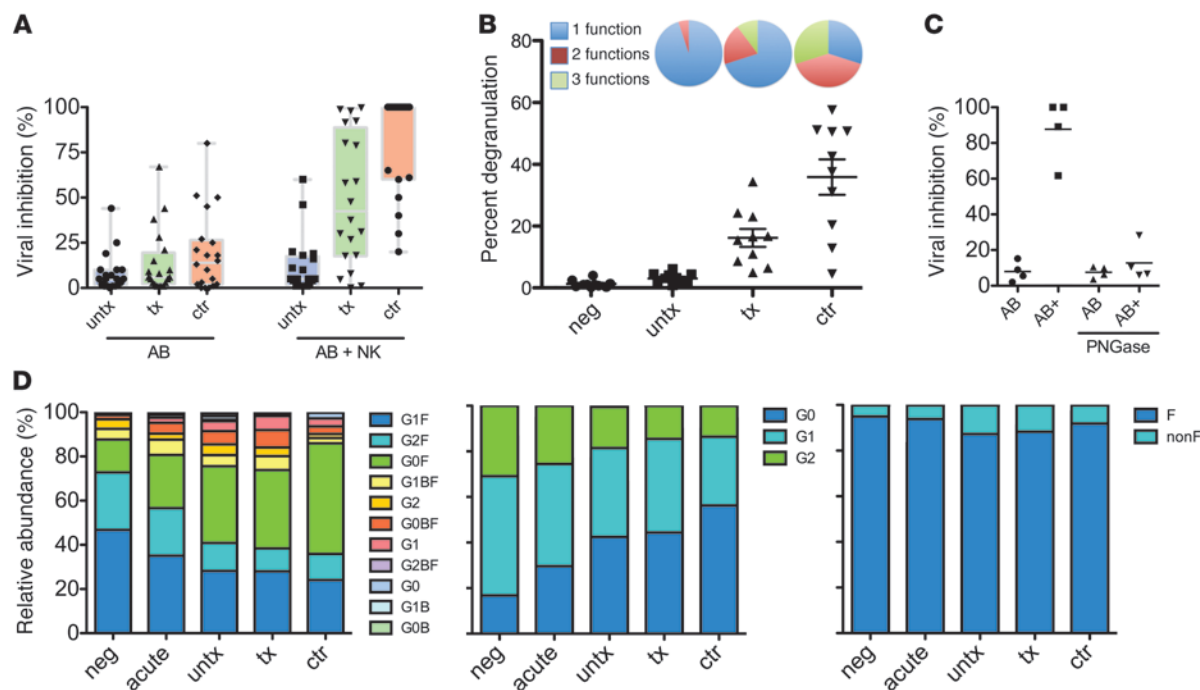 A
Viral inhibition (%)
100
75
50
25
0
untx
tx
ctr
untx
tx
ctr
AB
AB + NK
B
1 function
2 functions
3 functions
Percent degranulation
80
60
40
20
0
neg
untx
tx
ctr
C
Viral inhibition (%)
100
80
60
40
20
0
AB
AB+
AB
AB+
PNGase
D
Relative abundance (%)
100
80
60
40
20
0
neg
acute
untx
tx
ctr
G1F
G2F
G0F
G1BF
G2
G0BF
G1
G2BF
G0
G1B
G0B
neg
acute
untx
tx
ctr
G0
G1
G2
neg
acute
untx
tx
ctr
F
nonF